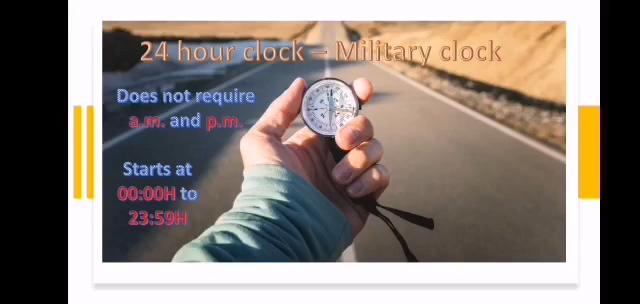 24 hour clock – Military clock
Does not require
a.m. and p.m.
Starts at
00:00H to
23:59H